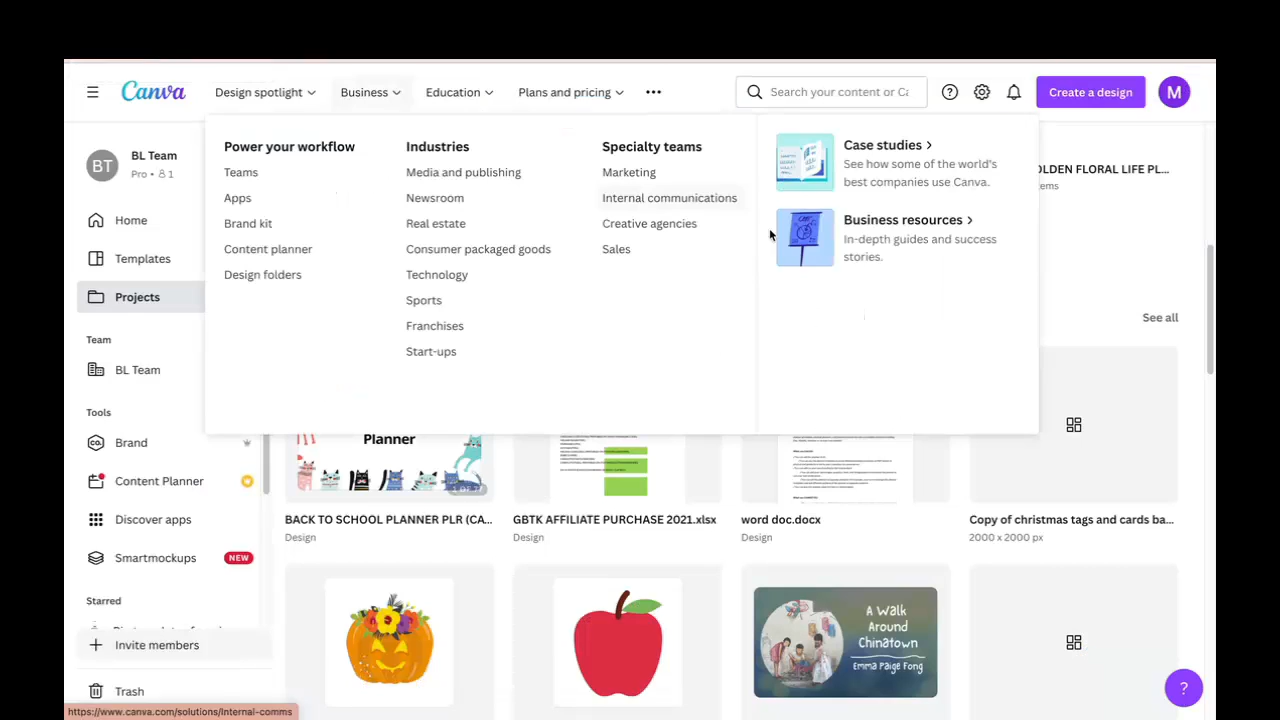 Canva
Design spotlight
Business
Education
Plans and pricing
Search your content or Ca
?
Create a design
M
BT
BL Team
Pro • 1
Home
Templates
Projects
Team
BL Team
Tools
Brand
Content Planner
Discover apps
Smartmockups
NEW
Starred
Invite members
Trash
Power your workflow
Teams
Apps
Brand kit
Content planner
Design folders
Industries
Media and publishing
Newsroom
Real estate
Consumer packaged goods
Technology
Sports
Franchises
Start-ups
Specialty teams
Marketing
Internal communications
Creative agencies
Sales
Case studies >
See how some of the world's
best companies use Canva.
Business resources >
In-depth guides and success
stories.
OLDEN FLORAL LIFE PL...
ems
See all
Planner
BACK TO SCHOOL PLANNER PLR (CA...
Design
GBTK AFFILIATE PURCHASE 2021.xlsx
Design
word doc.docx
Design
Copy of christmas tags and cards ba...
2000 x 2000 px
A Walk
Around
Chinatown
Emma Paige Fong
?
https://www.canva.com/solutions/internal-comms